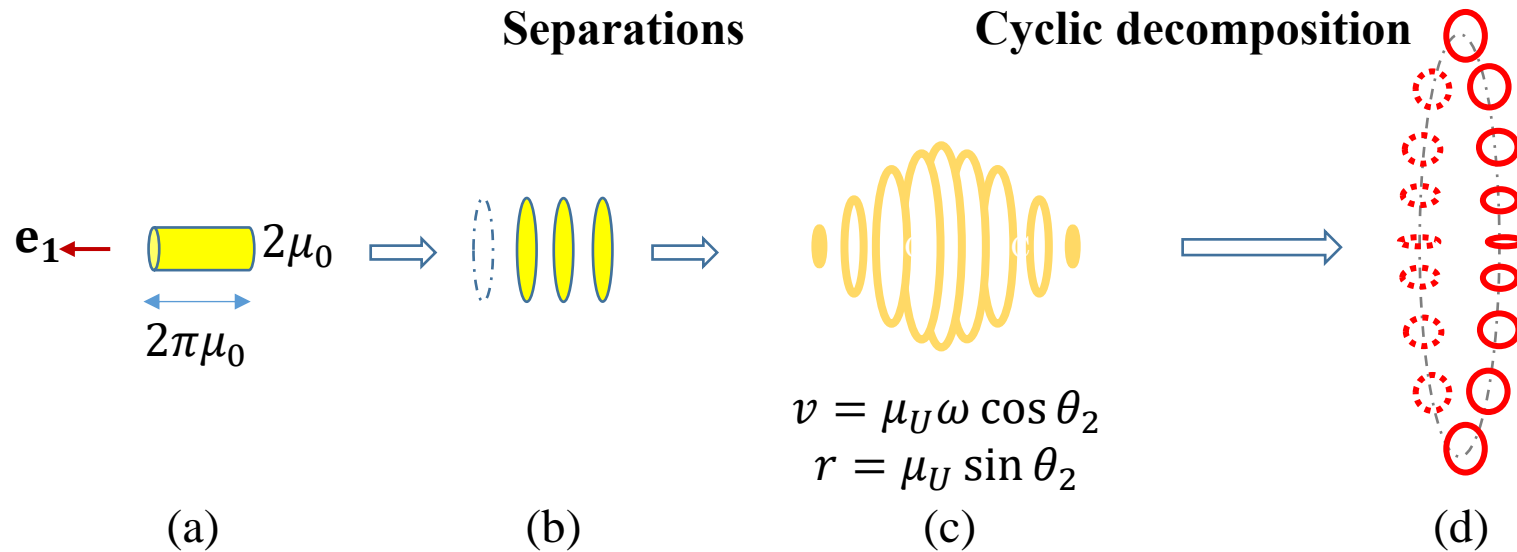 Separations
Cyclic decomposition
e₁
2μ₀
2πμ₀
v = μ_U ω cos θ₂
r = μ_U sin θ₂
(a)
(b)
(c)
(d)